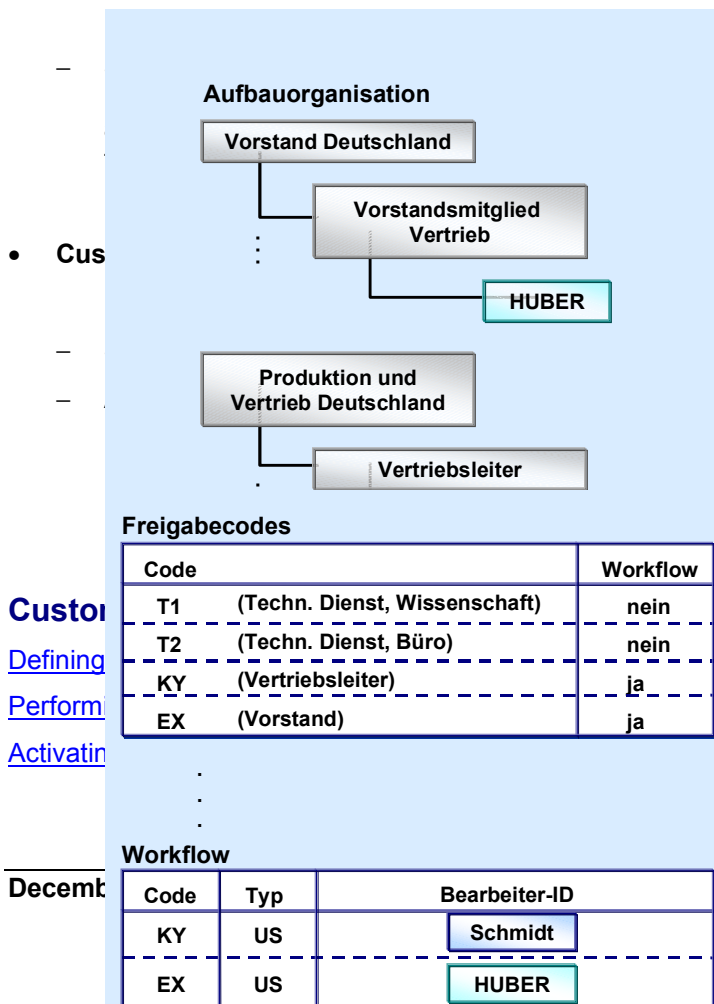 Aufbauorganisation
Vorstand Deutschland
Vorstandsmitglied
Vertrieb
HUBER
Produktion und
Vertrieb Deutschland
Vertriebsleiter
• Cus
Freigabecodes
Code Workflow
T1 (Techn. Dienst, Wissenschaft) nein
T2 (Techn. Dienst, Büro) nein
KY (Vertriebsleiter) ja
EX (Vorstand) ja
Custo
Defining
Perform
Activatin
Workflow
Code Typ Bearbeiter-ID
KY US Schmidt
EX US HUBER
Decemb